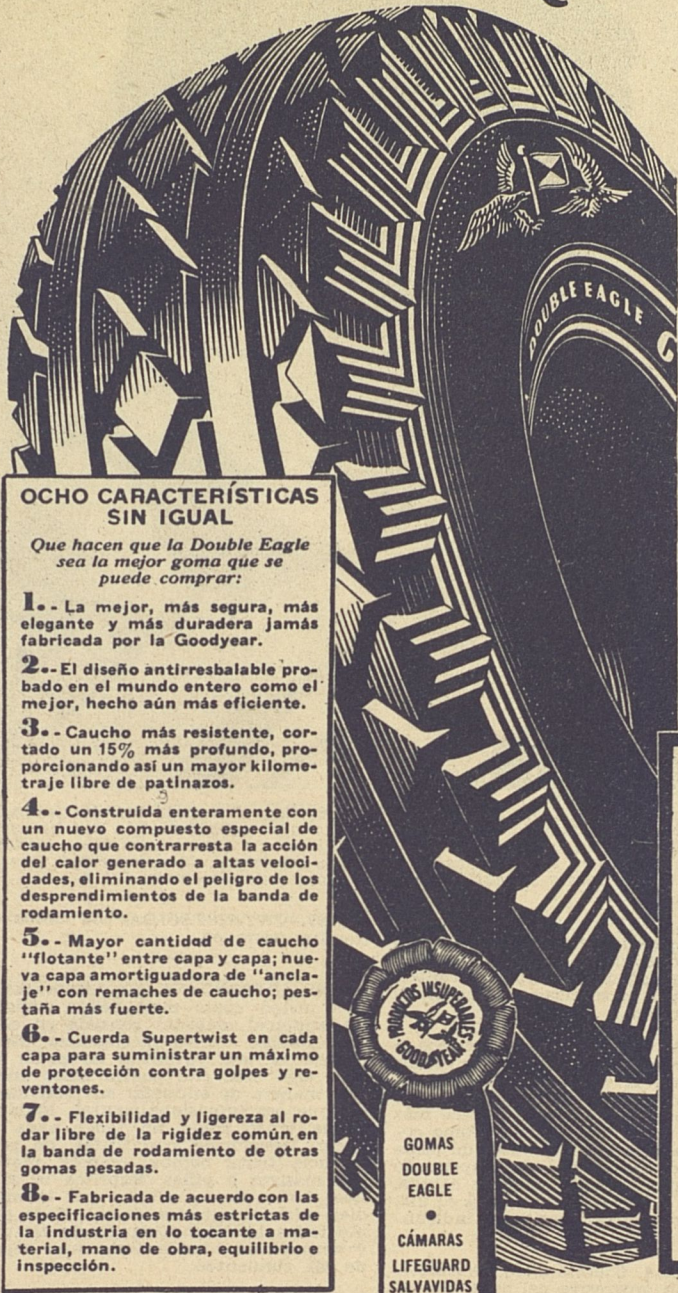 DOUBLE EAGLE G
OCHO CARACTERÍSTICAS
SIN IGUAL
Que hacen que la Double Eagle
sea la mejor goma que se
puede comprar:
1. - La mejor, más segura, más
elegante y más duradera jamás
fabricada por la Goodyear.
2. - El diseño antirresbalable pro-
bado en el mundo entero como el
mejor, hecho aún más eficiente.
3. - Caucho más resistente, cor-
tado un 15% más profundo, pro-
porcionando así un mayor kilome-
traje libre de patinazos.
4. - Construida enteramente con
un nuevo compuesto especial de
caucho que contrarresta la acción
del calor generado a altas veloci-
dades, eliminando el peligro de los
desprendimientos de la banda de
rodamiento.
5. - Mayor cantidad de caucho
"flotante" entre capa y capa; nue-
va capa amortiguadora de "ancla-
je" con remaches de caucho; pes-
taña más fuerte.
6. - Cuerda Supertwist en cada
capa para suministrar un máximo
de protección contra golpes y re-
ventones.
7. - Flexibilidad y ligereza al ro-
dar libre de la rigidez común en
la banda de rodamiento de otras
gomas pesadas.
8. - Fabricada de acuerdo con las
especificaciones más estrictas de
la industria en lo tocante a ma-
terial, mano de obra, equilibrio e
inspección.
PRODUCTOS INSUPERABLES
GOODYEAR
GOMAS
DOUBLE
EAGLE
•
CÁMARAS
LIFEGUARD
SALVAVIDAS